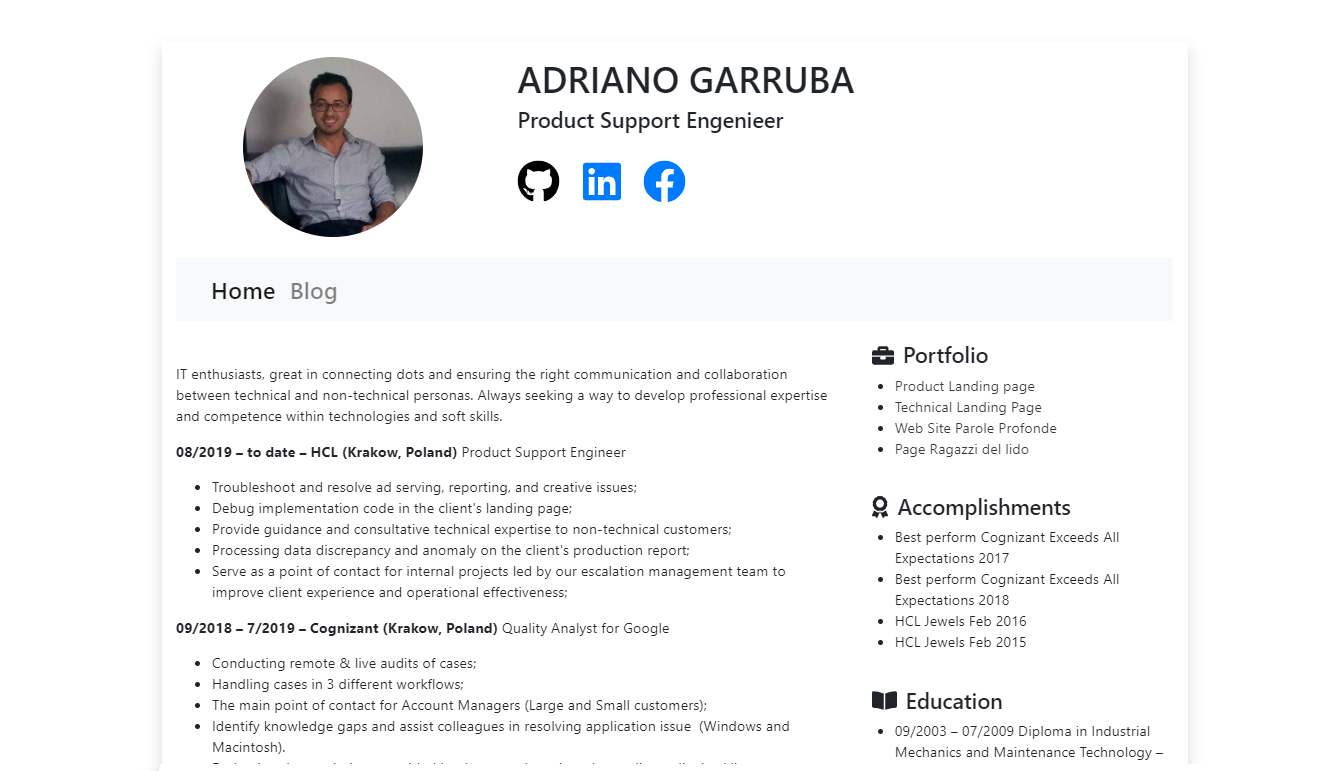 ADRIANO GARRUBA
Product Support Engenieer
Home Blog
IT enthusiasts, great in connecting dots and ensuring the right communication and collaboration
between technical and non-technical personas. Always seeking a way to develop professional expertise
and competence within technologies and soft skills.
08/2019 – to date – HCL (Krakow, Poland) Product Support Engineer
Troubleshoot and resolve ad serving, reporting, and creative issues;
Debug implementation code in the client's landing page;
Provide guidance and consultative technical expertise to non-technical customers;
Processing data discrepancy and anomaly on the client's production report;
Serve as a point of contact for internal projects led by our escalation management team to
improve client experience and operational effectiveness;
09/2018 – 7/2019 – Cognizant (Krakow, Poland) Quality Analyst for Google
Conducting remote & live audits of cases;
Handling cases in 3 different workflows;
The main point of contact for Account Managers (Large and Small customers);
Identify knowledge gaps and assist colleagues in resolving application issue  (Windows and
Macintosh).
Portfolio
Product Landing page
Technical Landing Page
Web Site Parole Profonde
Page Ragazzi del lido
Accomplishments
Best perform Cognizant Exceeds All
Expectations 2017
Best perform Cognizant Exceeds All
Expectations 2018
HCL Jewels Feb 2016
HCL Jewels Feb 2015
Education
09/2003 – 07/2009 Diploma in Industrial
Mechanics and Maintenance Technology –